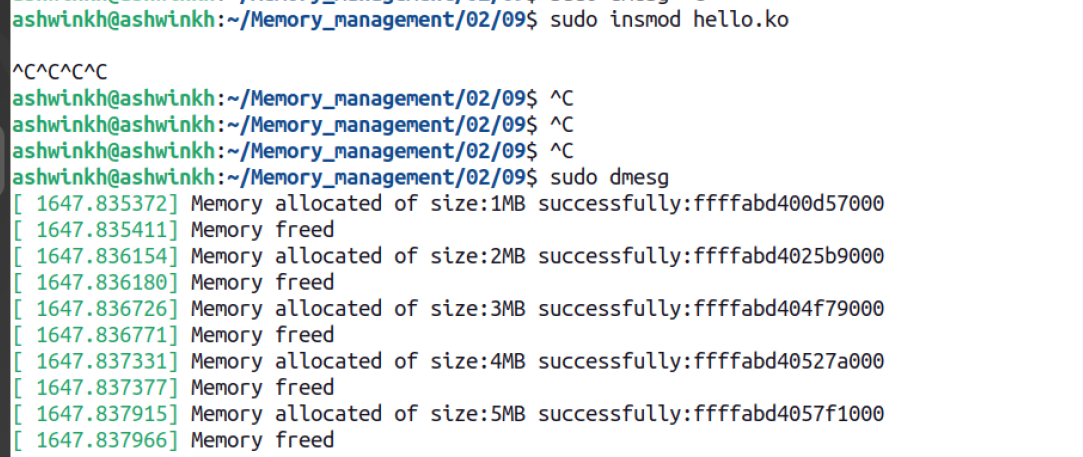 ashwinkh@ashwinkh:~/Memory_management/02/09$ sudo insmod hello.ko
^C^C^C^C
ashwinkh@ashwinkh:~/Memory_management/02/09$ ^C
ashwinkh@ashwinkh:~/Memory_management/02/09$ ^C
ashwinkh@ashwinkh:~/Memory_management/02/09$ ^C
ashwinkh@ashwinkh:~/Memory_management/02/09$ sudo dmesg
[ 1647.835372] Memory allocated of size:1MB successfully:ffffabd400d57000
[ 1647.835411] Memory freed
[ 1647.836154] Memory allocated of size:2MB successfully:ffffabd4025b9000
[ 1647.836180] Memory freed
[ 1647.836726] Memory allocated of size:3MB successfully:ffffabd404f79000
[ 1647.836771] Memory freed
[ 1647.837331] Memory allocated of size:4MB successfully:ffffabd40527a000
[ 1647.837377] Memory freed
[ 1647.837915] Memory allocated of size:5MB successfully:ffffabd4057f1000
[ 1647.837966] Memory freed